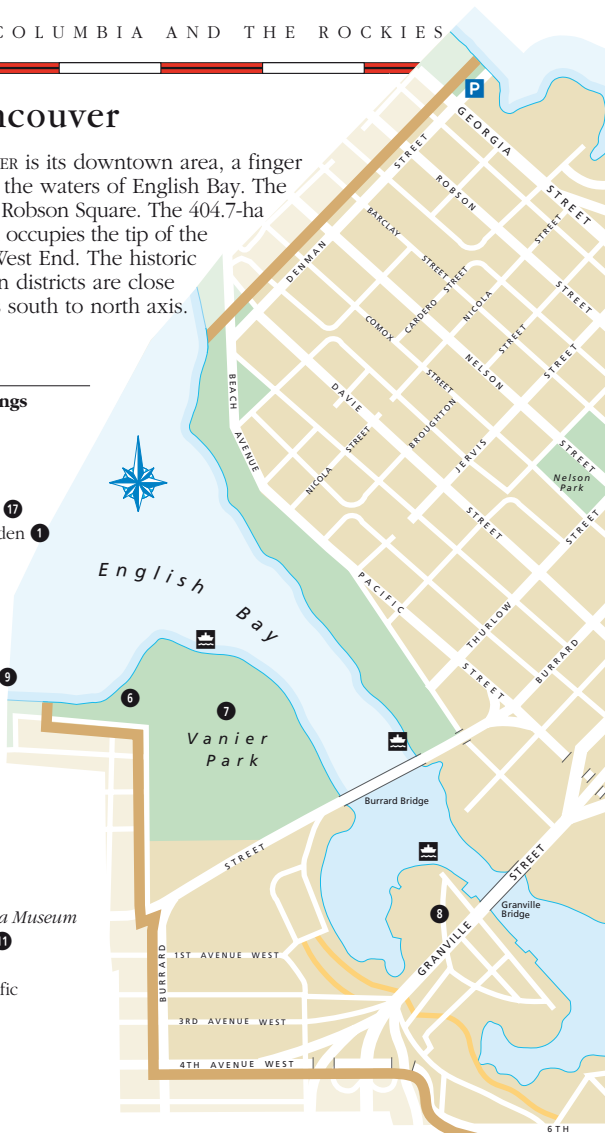 COLUMBIA AND THE ROCKIES
ncouver
ER is its downtown area, a finger
the waters of English Bay. The
Robson Square. The 404.7-ha
occupies the tip of the
West End. The historic
n districts are close
s south to north axis.
ngs
17
den 1
9
a Museum
11
fic
P
GEORGIA STREET
DENMAN STREET
ROBSON STREET
BARCLAY STREET
CARDERO STREET
NICOLA STREET
COMOX STREET
NELSON STREET
BROUGHTON STREET
JERVIS STREET
STREET
BEACH AVENUE
DAVIE STREET
NICOLA STREET
Nelson
Park
PACIFIC STREET
THURLOW STREET
BURRARD
English Bay
6
7
Vanier
Park
Burrard Bridge
BURRARD STREET
8
GRANVILLE STREET
Granville
Bridge
1ST AVENUE WEST
3RD AVENUE WEST
4TH AVENUE WEST
6TH